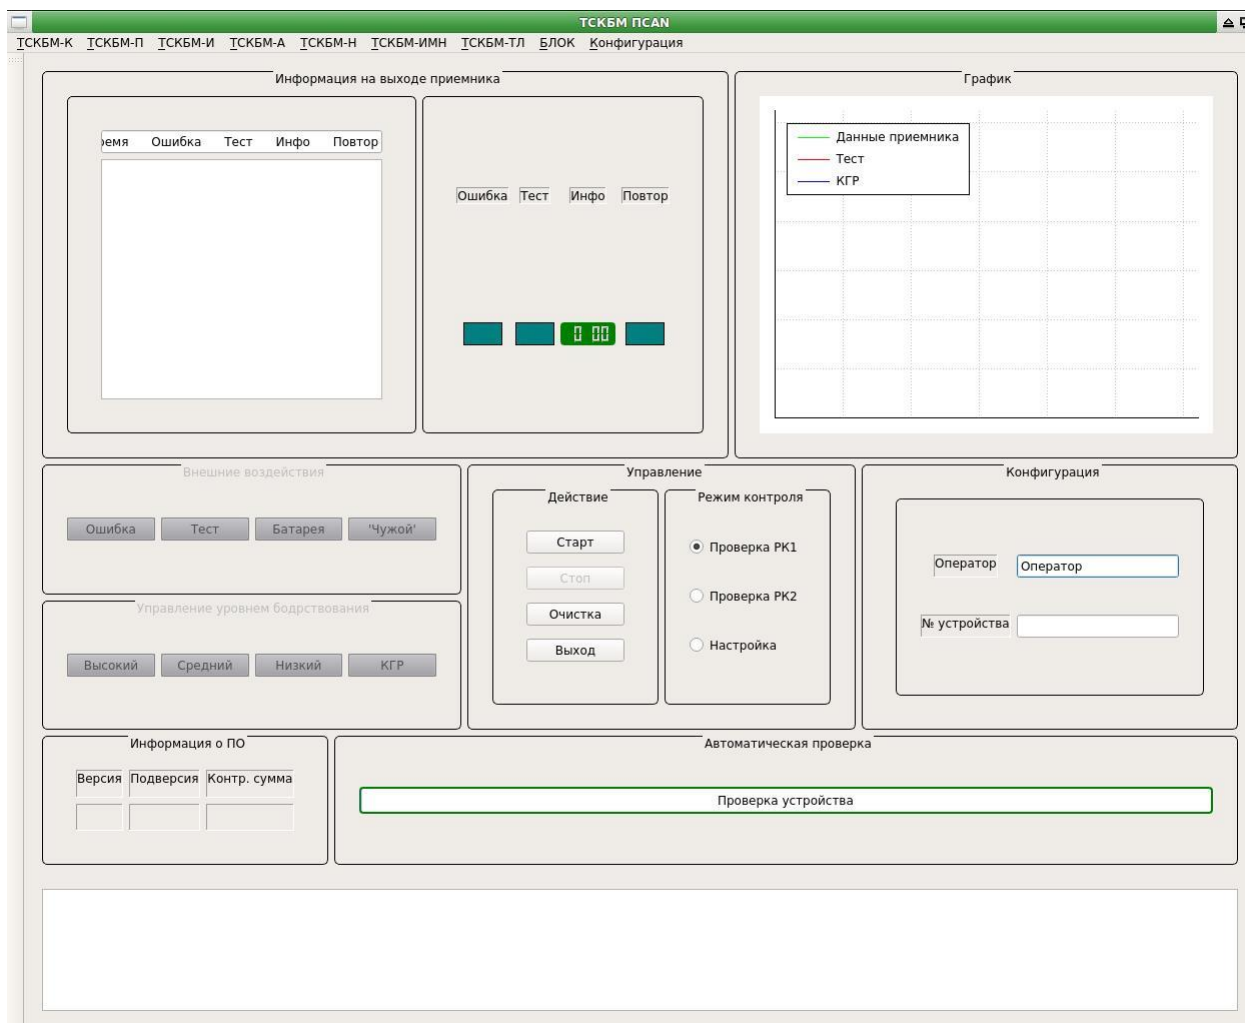 ТСКБМ ПCAN
ТСКБМ-К ТСКБМ-П ТСКБМ-И ТСКБМ-А ТСКБМ-Н ТСКБМ-ИМН ТСКБМ-ТЛ БЛОК Конфигурация
Информация на выходе приемника
ремя Ошибка Тест Инфо Повтор
Ошибка Тест Инфо Повтор
0 00
График
Данные приемника
Тест
КГР
Внешние воздействия
Ошибка Тест Батарея 'Чужой'
Управление уровнем бодрствования
Высокий Средний Низкий КГР
Управление
Действие
Старт
Стоп
Очистка
Выход
Режим контроля
Проверка РК1
Проверка РК2
Настройка
Конфигурация
Оператор Оператор
№ устройства
Информация о ПО
Версия Подверсия Контр. сумма
Автоматическая проверка
Проверка устройства